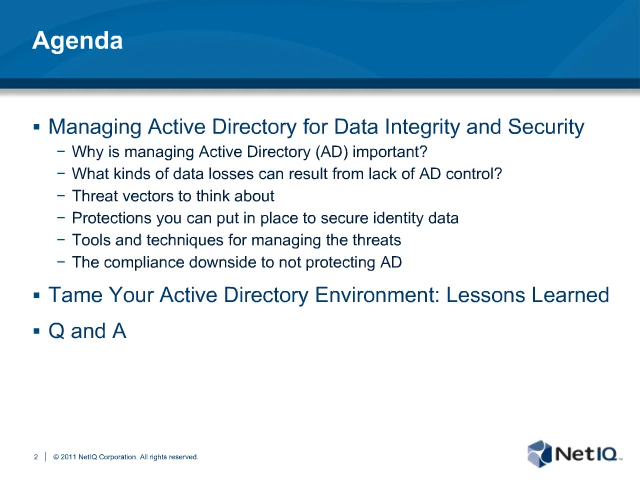 Agenda
▪ Managing Active Directory for Data Integrity and Security
− Why is managing Active Directory (AD) important?
− What kinds of data losses can result from lack of AD control?
− Threat vectors to think about
− Protections you can put in place to secure identity data
− Tools and techniques for managing the threats
− The compliance downside to not protecting AD
▪ Tame Your Active Directory Environment: Lessons Learned
▪ Q and A
2 | © 2011 NetIQ Corporation. All rights reserved.
NetIQ